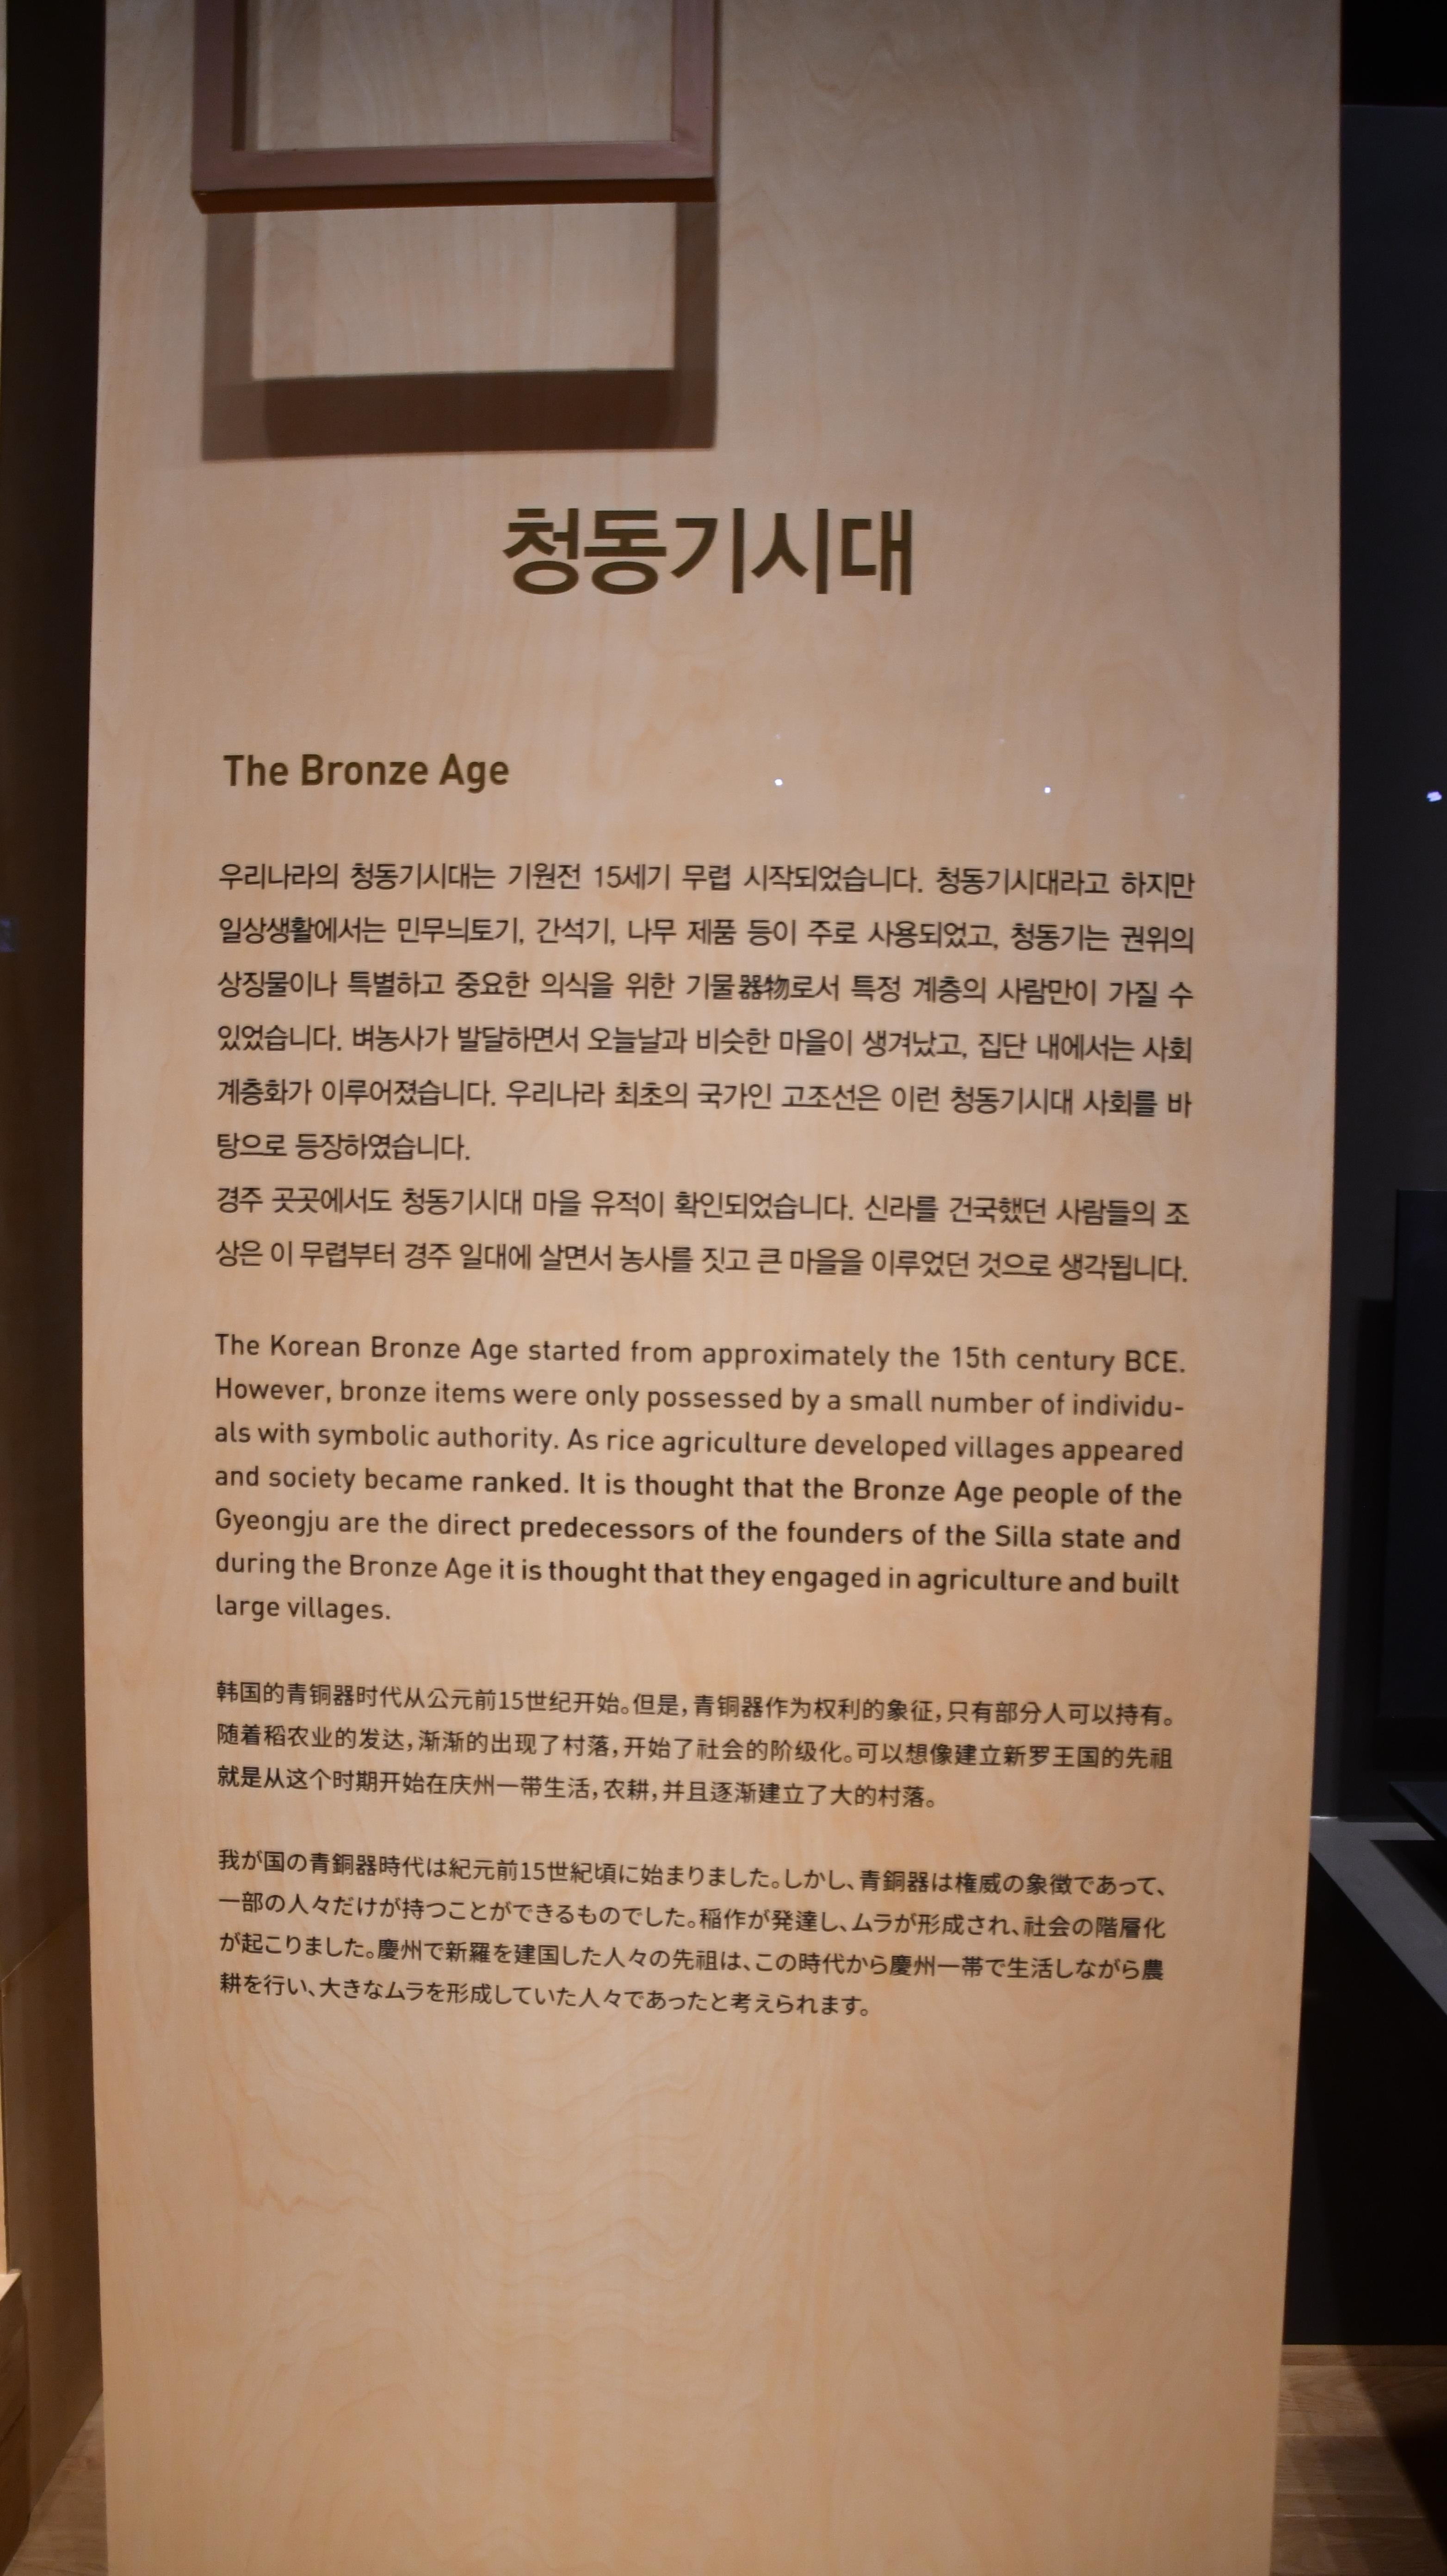 청동기시대
The Bronze Age
우리나라의 청동기시대는 기원전 15세기 무렵 시작되었습니다. 청동기시대라고 하지만
일상생활에서는 민무늬토기, 간석기, 나무 제품 등이 주로 사용되었고, 청동기는 권위의
상징물이나 특별하고 중요한 의식을 위한 기물器物로서 특정 계층의 사람만이 가질 수
있었습니다. 벼농사가 발달하면서 오늘날과 비슷한 마을이 생겨났고, 집단 내에서는 사회
계층화가 이루어졌습니다. 우리나라 최초의 국가인 고조선은 이런 청동기시대 사회를 바
탕으로 등장하였습니다.
경주 곳곳에서도 청동기시대 마을 유적이 확인되었습니다. 신라를 건국했던 사람들의 조
상은 이 무렵부터 경주 일대에 살면서 농사를 짓고 큰 마을을 이루었던 것으로 생각됩니다.
The Korean Bronze Age started from approximately the 15th century BCE.
However, bronze items were only possessed by a small number of individu-
als with symbolic authority. As rice agriculture developed villages appeared
and society became ranked. It is thought that the Bronze Age people of the
Gyeongju are the direct predecessors of the founders of the Silla state and
during the Bronze Age it is thought that they engaged in agriculture and built
large villages.
韩国的青铜器时代从公元前15世纪开始。但是，青铜器作为权利的象征，只有部分人可以持有。
随着稻农业的发达，渐渐的出现了村落，开始了社会的阶级化。可以想像建立新罗王国的先祖
就是从这个时期开始在庆州一带生活，农耕，并且逐渐建立了大的村落。
我が国の青銅器時代は紀元前15世紀頃に始まりました。しかし、青銅器は権威の象徴であって、
一部の人々だけが持つことができるものでした。稲作が発達し、ムラが形成され、社会の階層化
が起こりました。慶州で新羅を建国した人々の先祖は、この時代から慶州一帯で生活しながら農
耕を行い、大きなムラを形成していた人々であったと考えられます。